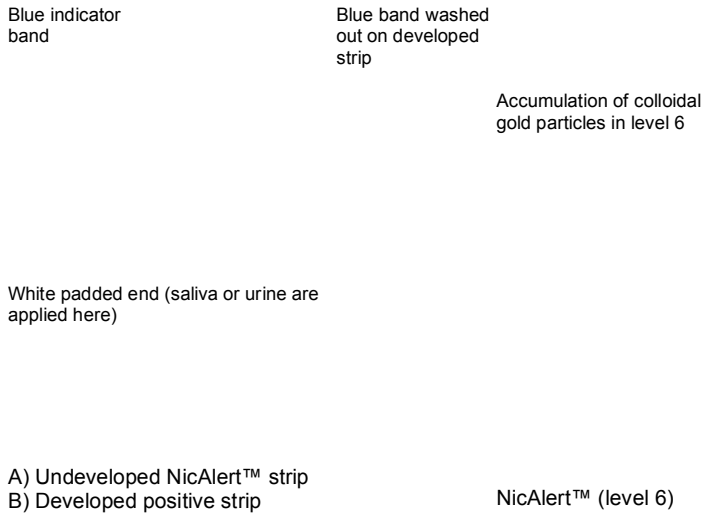 Blue indicator
band
Blue band washed
out on developed
strip
Accumulation of colloidal
gold particles in level 6
White padded end (saliva or urine are
applied here)
A) Undeveloped NicAlert™ strip
B) Developed positive strip
NicAlert™ (level 6)